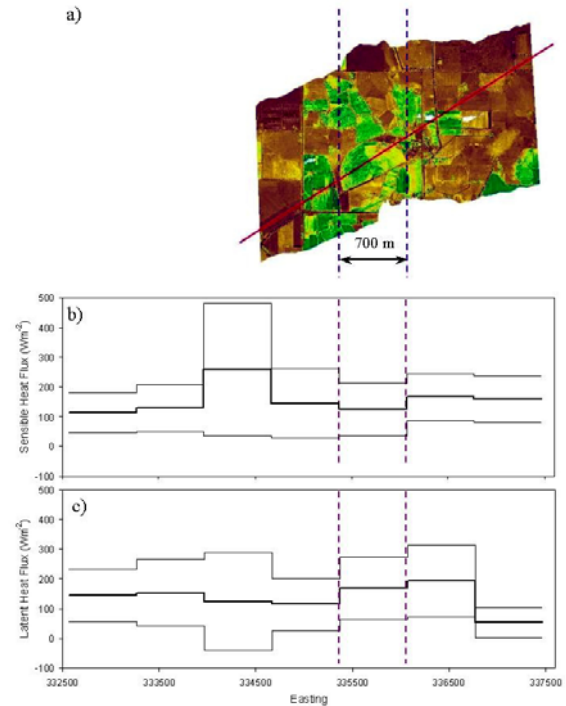 a)
700 m
b)
Sensible Heat Flux (Wm-2)
500
400
300
200
100
0
-100
c)
Latent Heat Flux (Wm-2)
500
400
300
200
100
0
-100
332500 333500 334500 335500 336500 337500
Easting